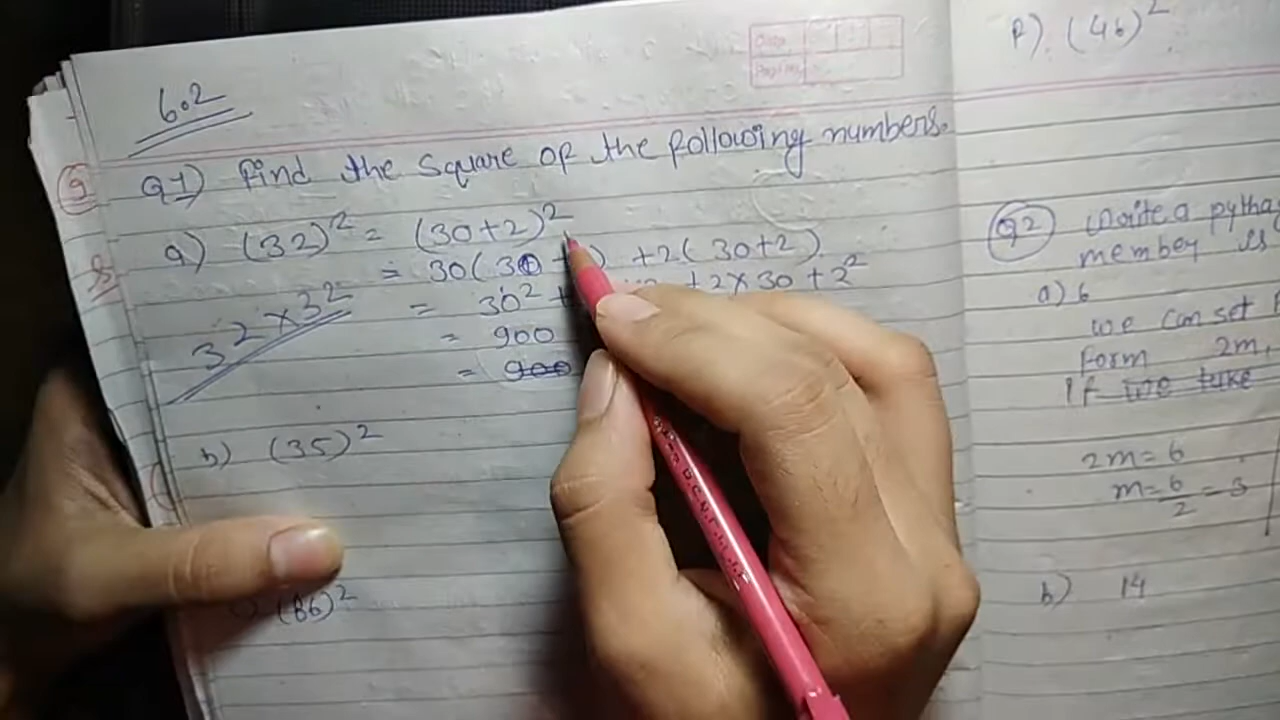 6.2
Q1) Find the square of the following numbers.
a) (32)² = (30+2)²
= 30(30 + ) +2(30+2)
= 30² + +2×30+2²
= 900
= 900
32×32
b) (35)²
(86)²
f) (46)²
Q2 write a pytha
member is
a) 6
we can set
form 2m,
If we take
2m=6
m=6/2=3
b) 14
Date